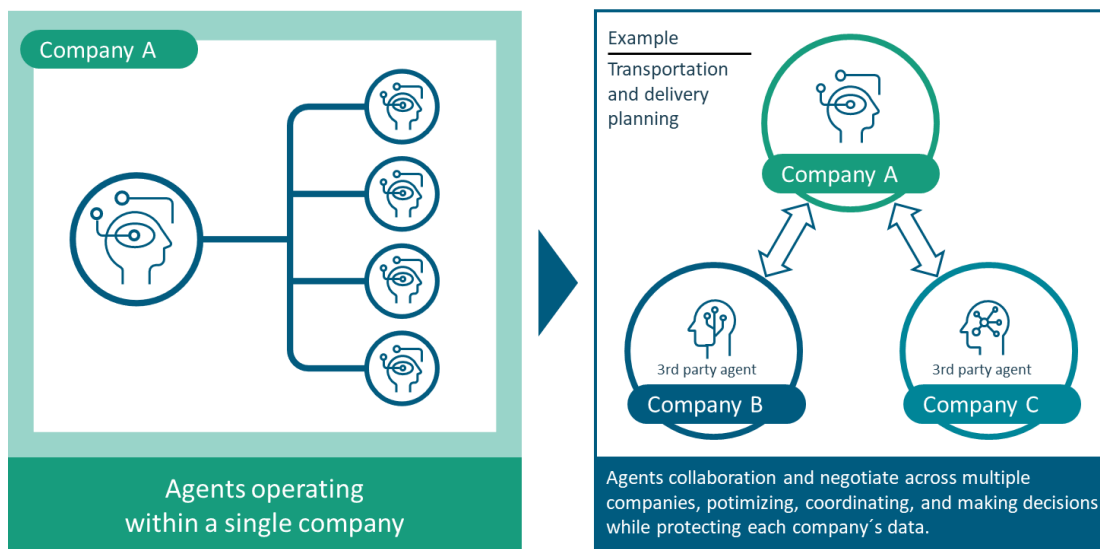 Company A
Agents operating
within a single company
Example
Transportation
and delivery
planning
Company A
3rd party agent
Company B
3rd party agent
Company C
Agents collaboration and negotiate across multiple
companies, potimizing, coordinating, and making decisions
while protecting each company´s data.